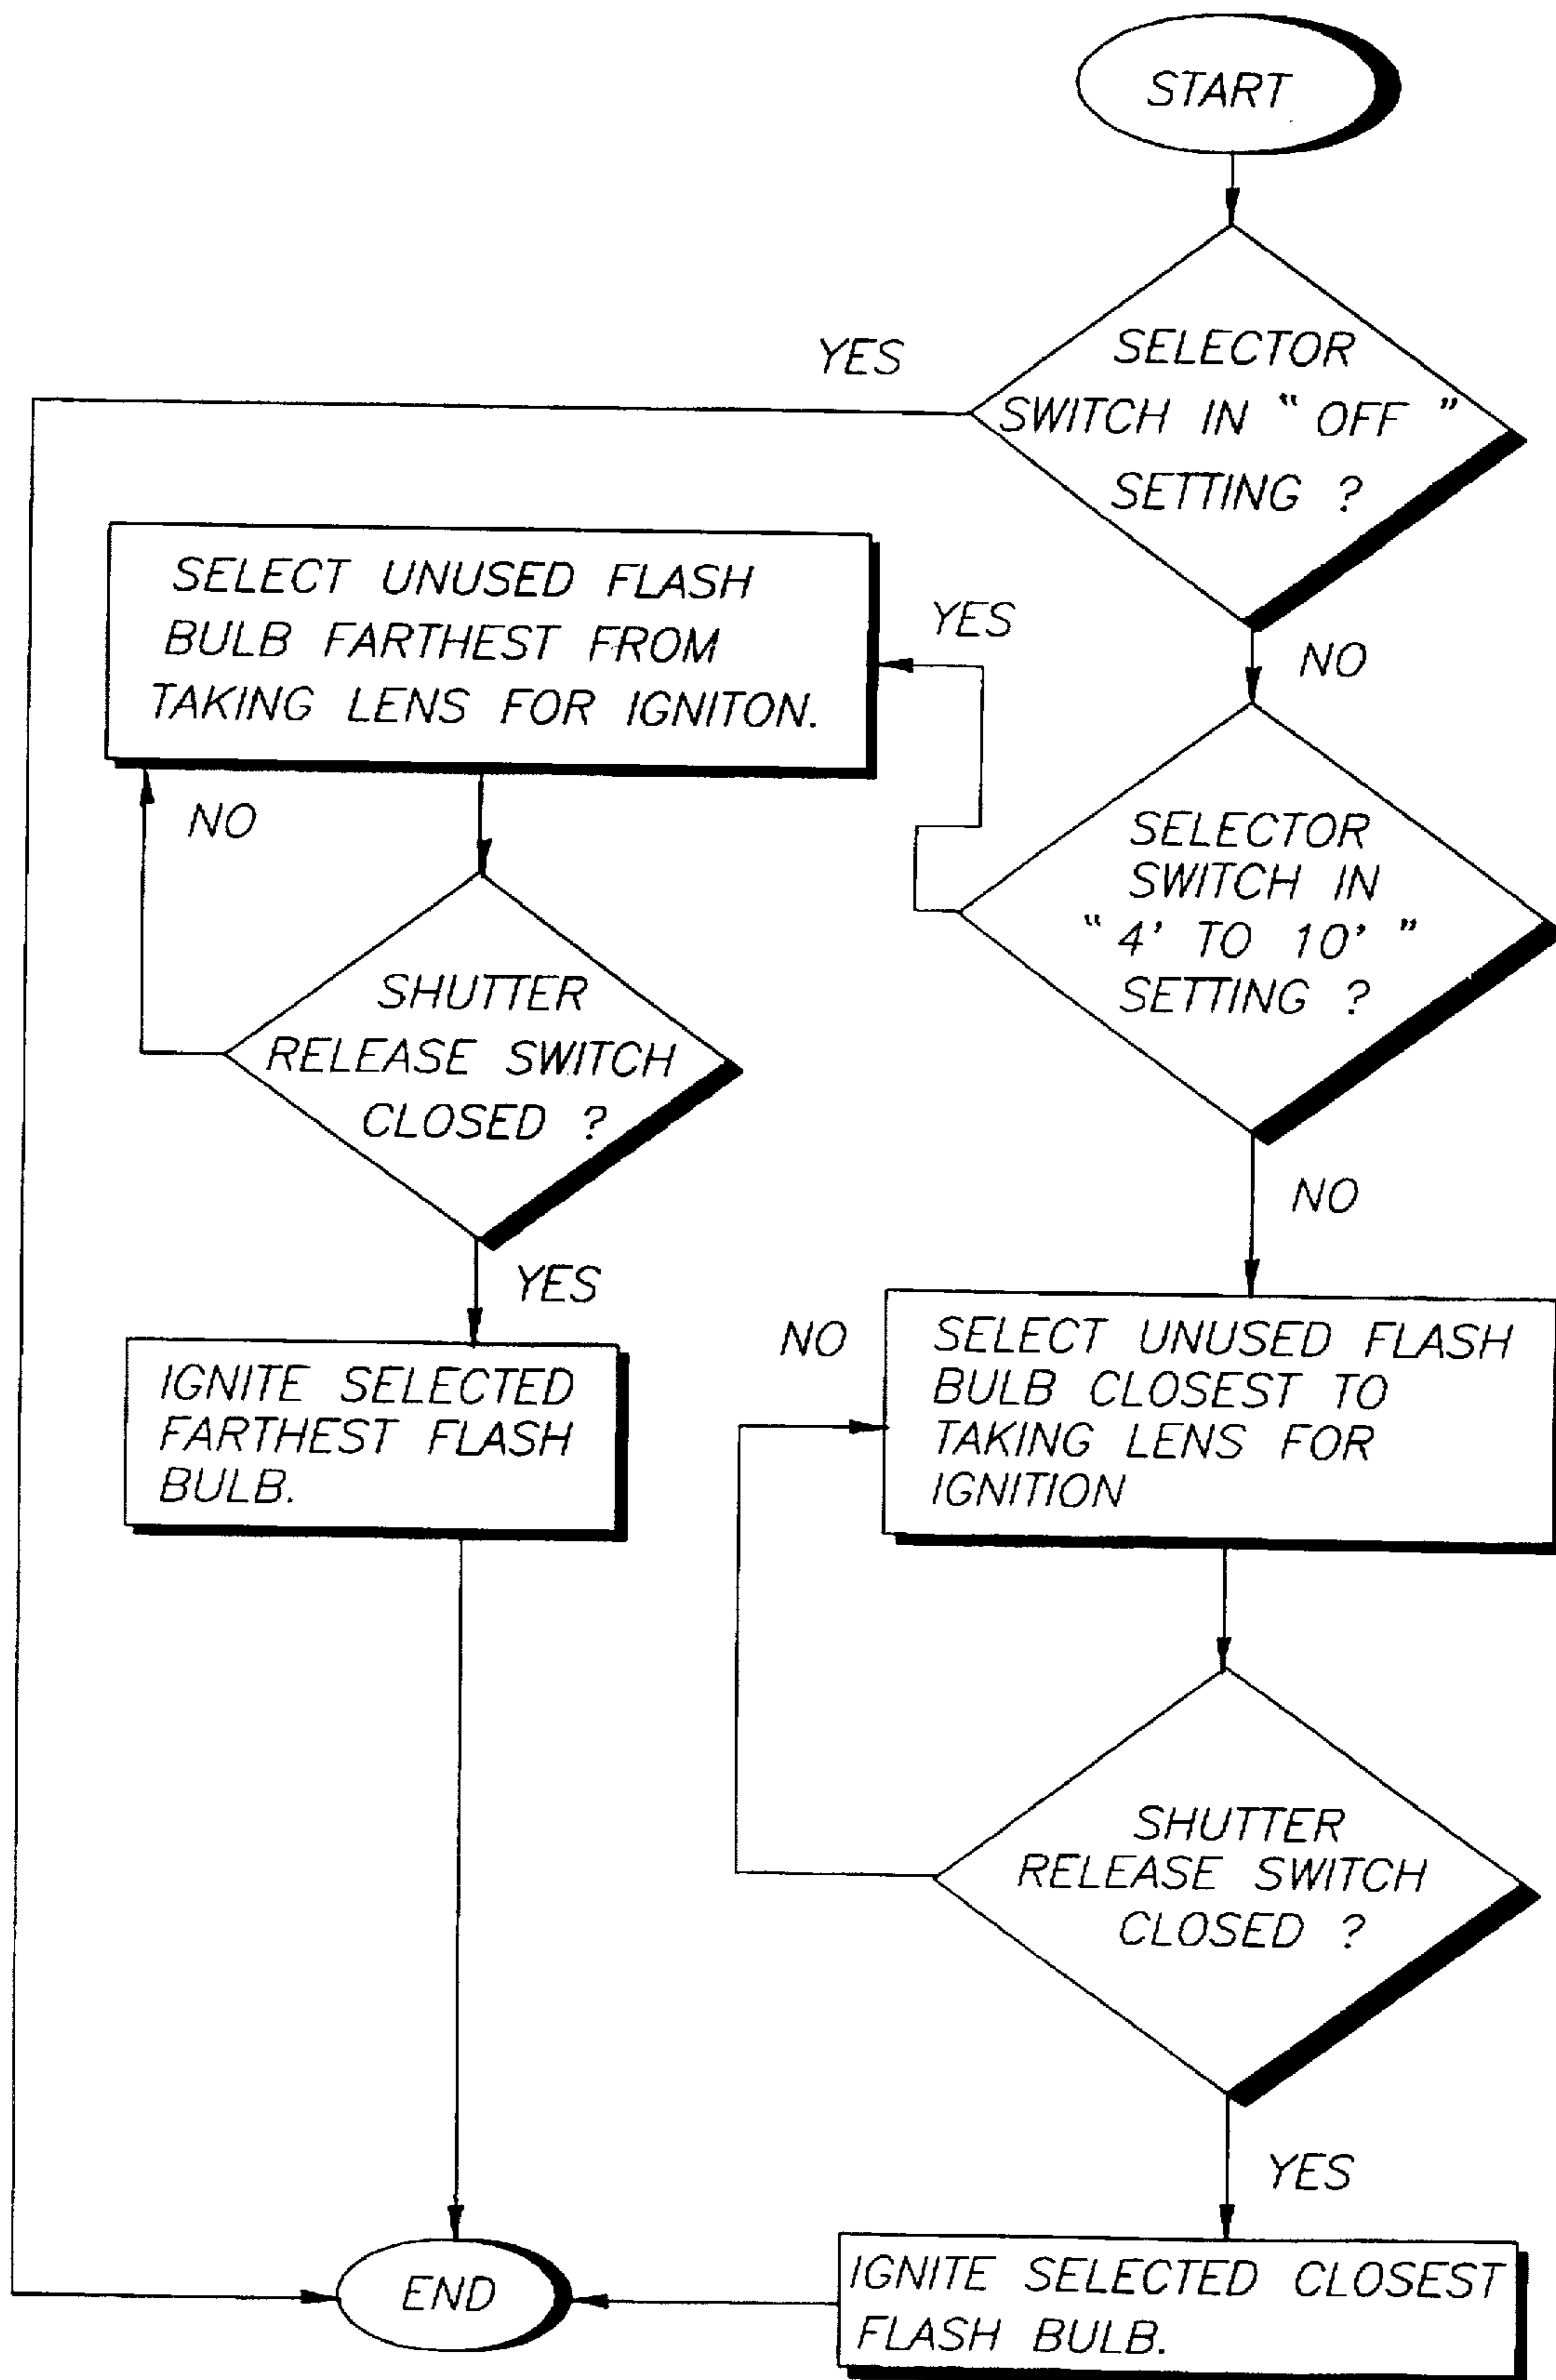 START
YES
SELECTOR
SWITCH IN " OFF "
SETTING ?
NO
SELECT UNUSED FLASH
BULB FARTHEST FROM
TAKING LENS FOR IGNITON.
YES
SELECTOR
SWITCH IN
" 4' TO 10' "
SETTING ?
NO
SHUTTER
RELEASE SWITCH
CLOSED ?
YES
IGNITE SELECTED
FARTHEST FLASH
BULB.
NO
SELECT UNUSED FLASH
BULB CLOSEST TO
TAKING LENS FOR
IGNITION
NO
SHUTTER
RELEASE SWITCH
CLOSED ?
YES
IGNITE SELECTED CLOSEST
FLASH BULB.
END